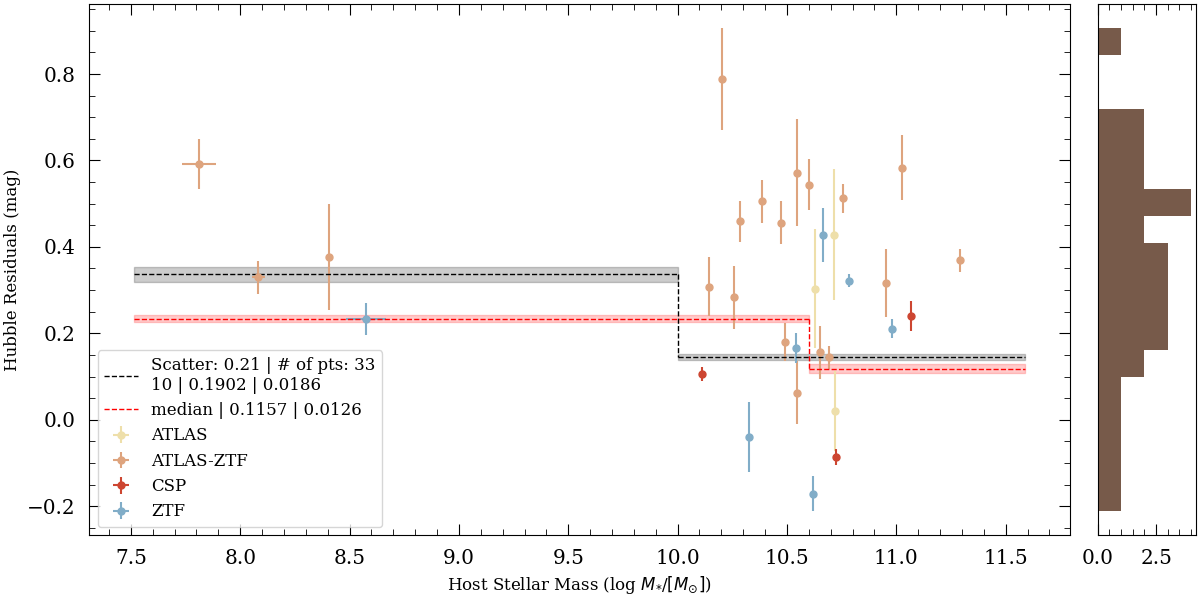 Hubble Residuals (mag)
0.8
0.6
0.4
0.2
0.0
−0.2
Scatter: 0.21 | # of pts: 33
10 | 0.1902 | 0.0186
median | 0.1157 | 0.0126
ATLAS
ATLAS-ZTF
CSP
ZTF
7.5 8.0 8.5 9.0 9.5 10.0 10.5 11.0 11.5
0.0 2.5
Host Stellar Mass (log M*/[M⊙])